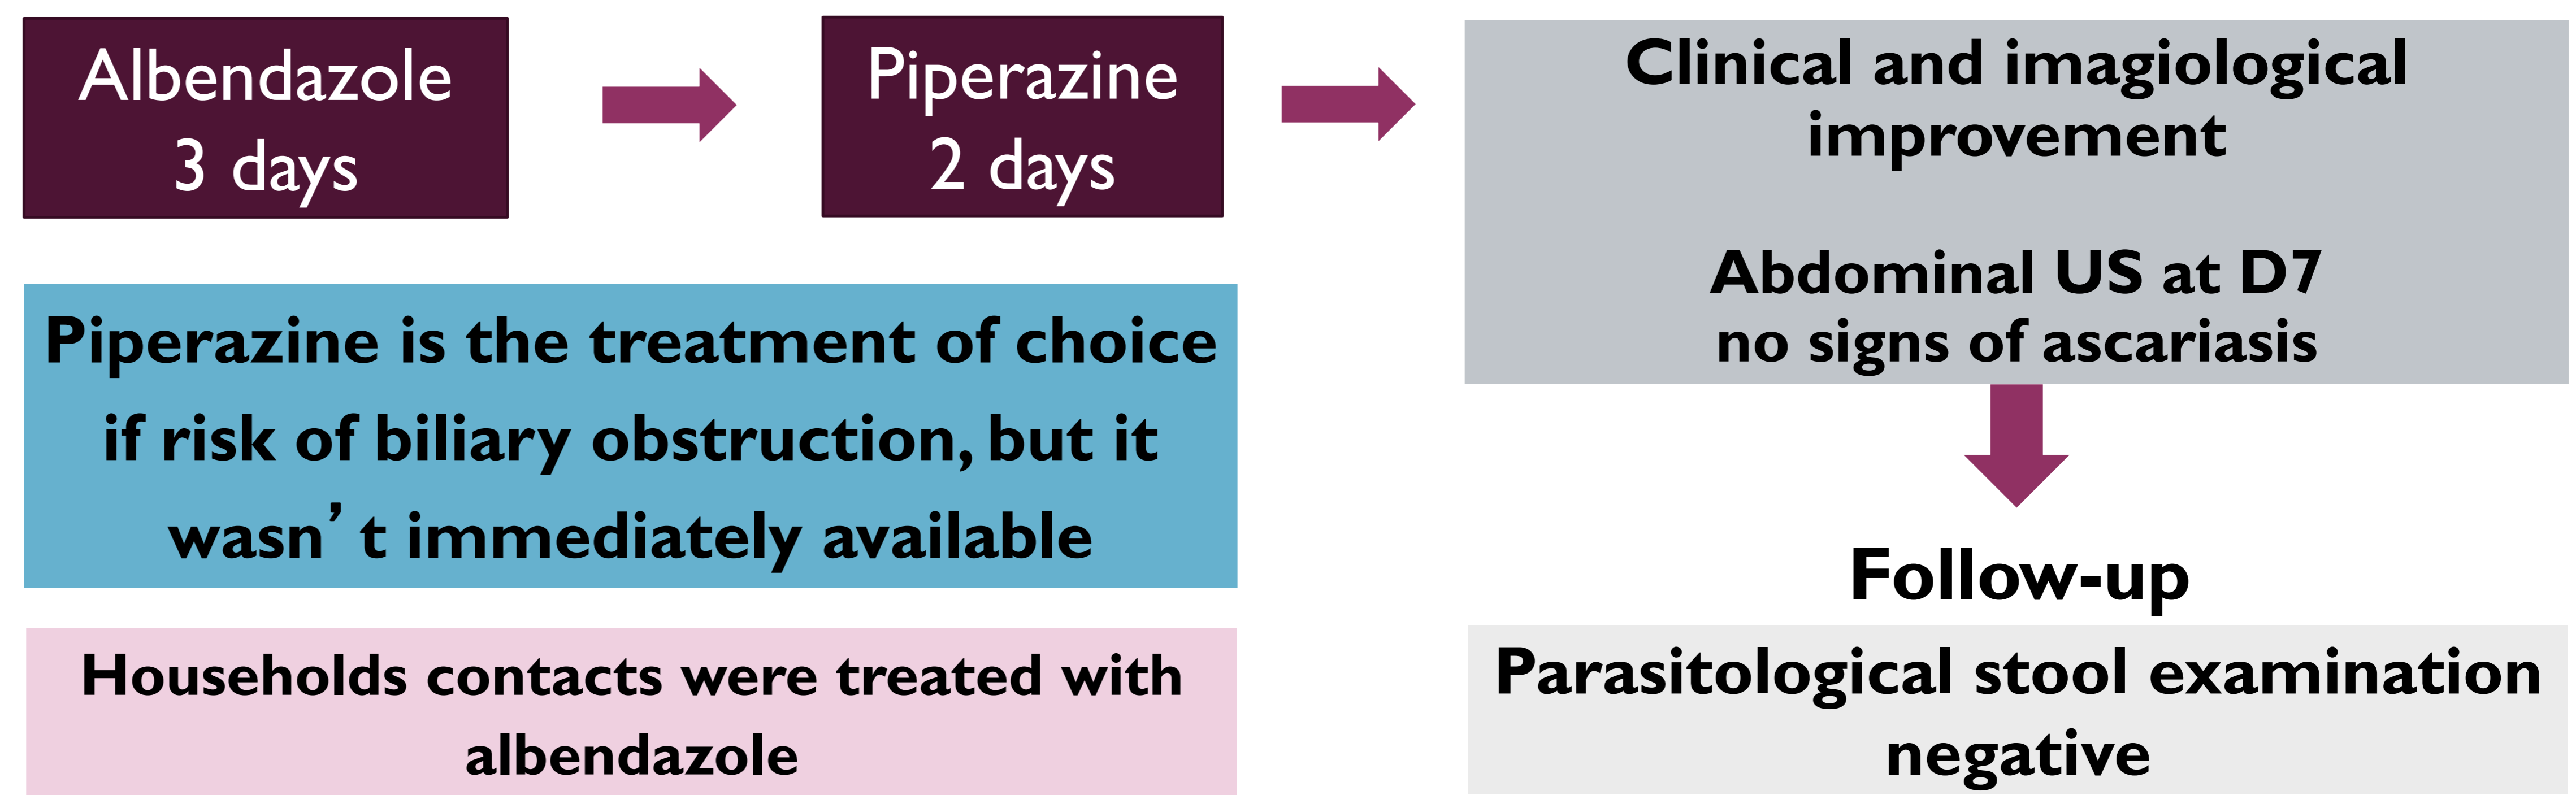 Albendazole
3 days
Piperazine
2 days
Clinical and imagiological
improvement
Abdominal US at D7
no signs of ascariasis
Piperazine is the treatment of choice
if risk of biliary obstruction, but it
wasn’ t immediately available
Households contacts were treated with
albendazole
Follow-up
Parasitological stool examination
negative